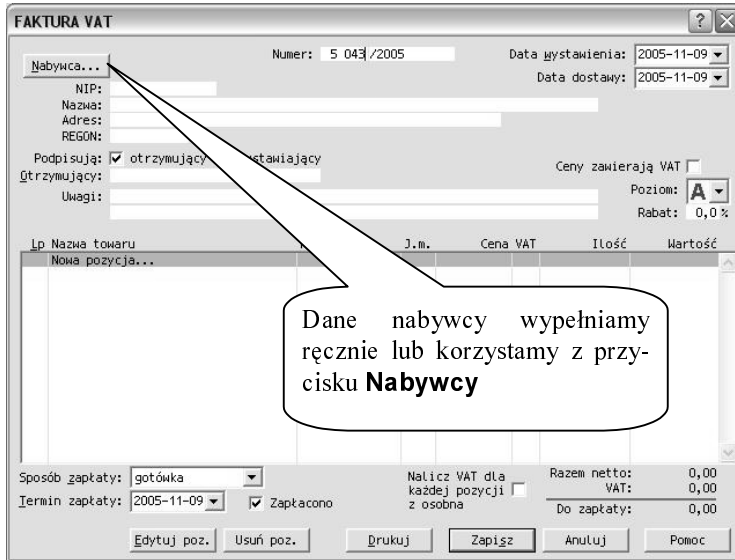 FAKTURA VAT
Numer: 5 043/2005
Data wystawienia: 2005-11-09
Nabywca...
Data dostawy: 2005-11-09
NIP:
Nazwa:
Adres:
REGON:
Podpisują: otrzymujący stawiający
Ceny zawierają VAT
Otrzymujący:
Poziom: A
Uwagi:
Rabat: 0,0 %
Lp Nazwa towaru J.m. Cena VAT Ilość Wartość
Nowa pozycja...
Dane nabywcy wypełniamy
ręcznie lub korzystamy z przy-
cisku Nabywcy
Sposób zapłaty: gotówka
Nalicz VAT dla
każdej pozycji
z osobna
Razem netto: 0,00
VAT: 0,00
Termin zapłaty: 2005-11-09 Zapłacono
Do zapłaty: 0,00
Edytuj poz. Usuń poz. Drukuj Zapisz Anuluj Pomoc